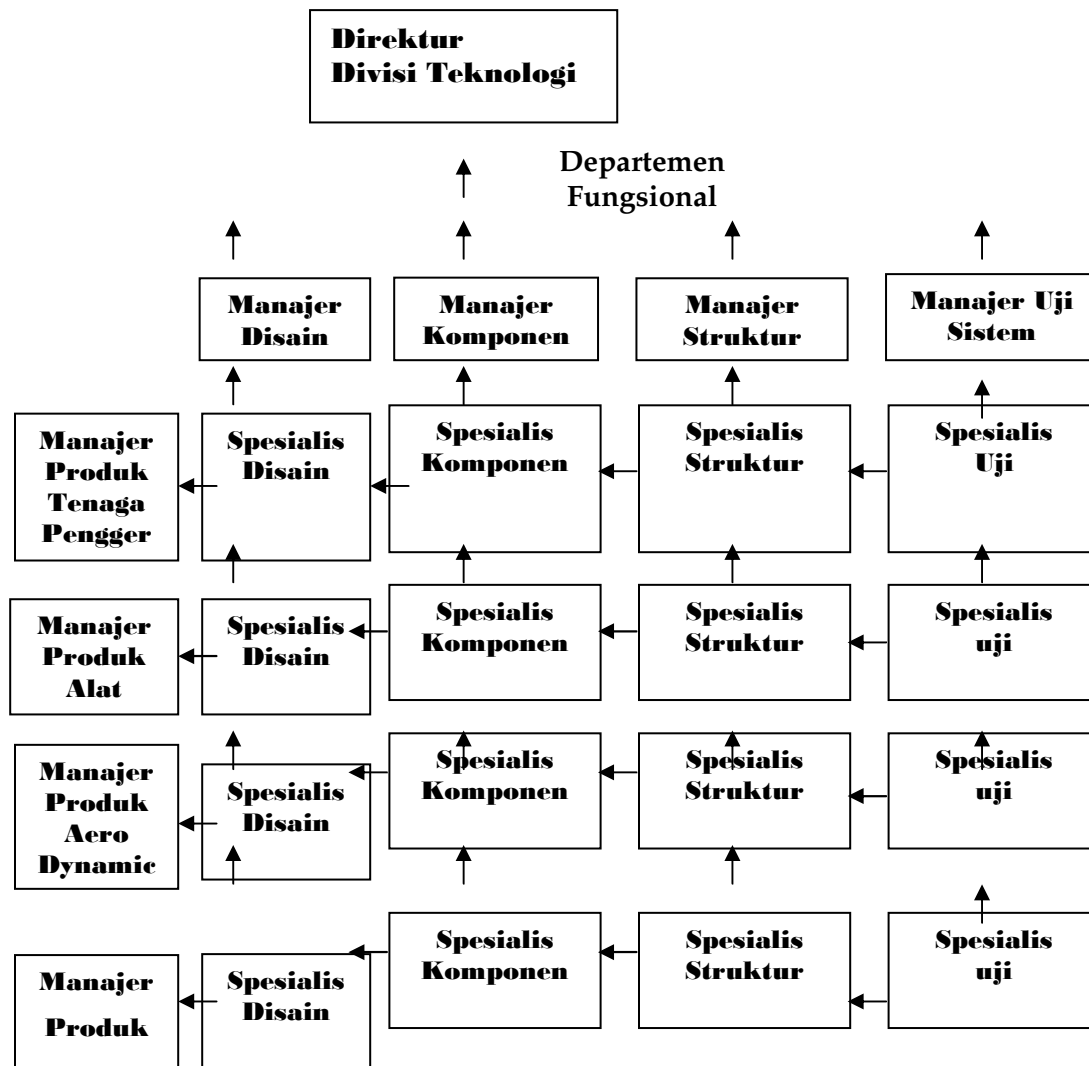 Direktur
Divisi Teknologi
Departemen
Fungsional
Manajer
Disain
Manajer
Komponen
Manajer
Struktur
Manajer Uji
Sistem
Manajer
Produk
Tenaga
Pengger
Spesialis
Disain
Spesialis
Komponen
Spesialis
Struktur
Spesialis
Uji
Manajer
Produk
Alat
Spesialis
Disain
Spesialis
Komponen
Spesialis
Struktur
Spesialis
uji
Manajer
Produk
Aero
Dynamic
Spesialis
Disain
Spesialis
Komponen
Spesialis
Struktur
Spesialis
uji
Manajer
Produk
Spesialis
Disain
Spesialis
Komponen
Spesialis
Struktur
Spesialis
uji